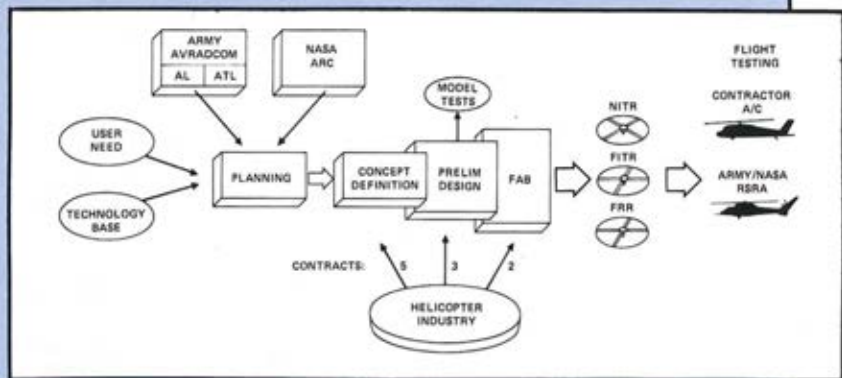 ARMY
AVRADCOM
AL ATL
NASA
ARC
FLIGHT
TESTING
MODEL
TESTS
NITR
CONTRACTOR
A/C
USER
NEED
PLANNING
CONCEPT
DEFINITION
PRELIM
DESIGN
FAB
FITR
ARMY/NASA
RSRA
TECHNOLOGY
BASE
FRR
CONTRACTS: 5 3 2
HELICOPTER
INDUSTRY